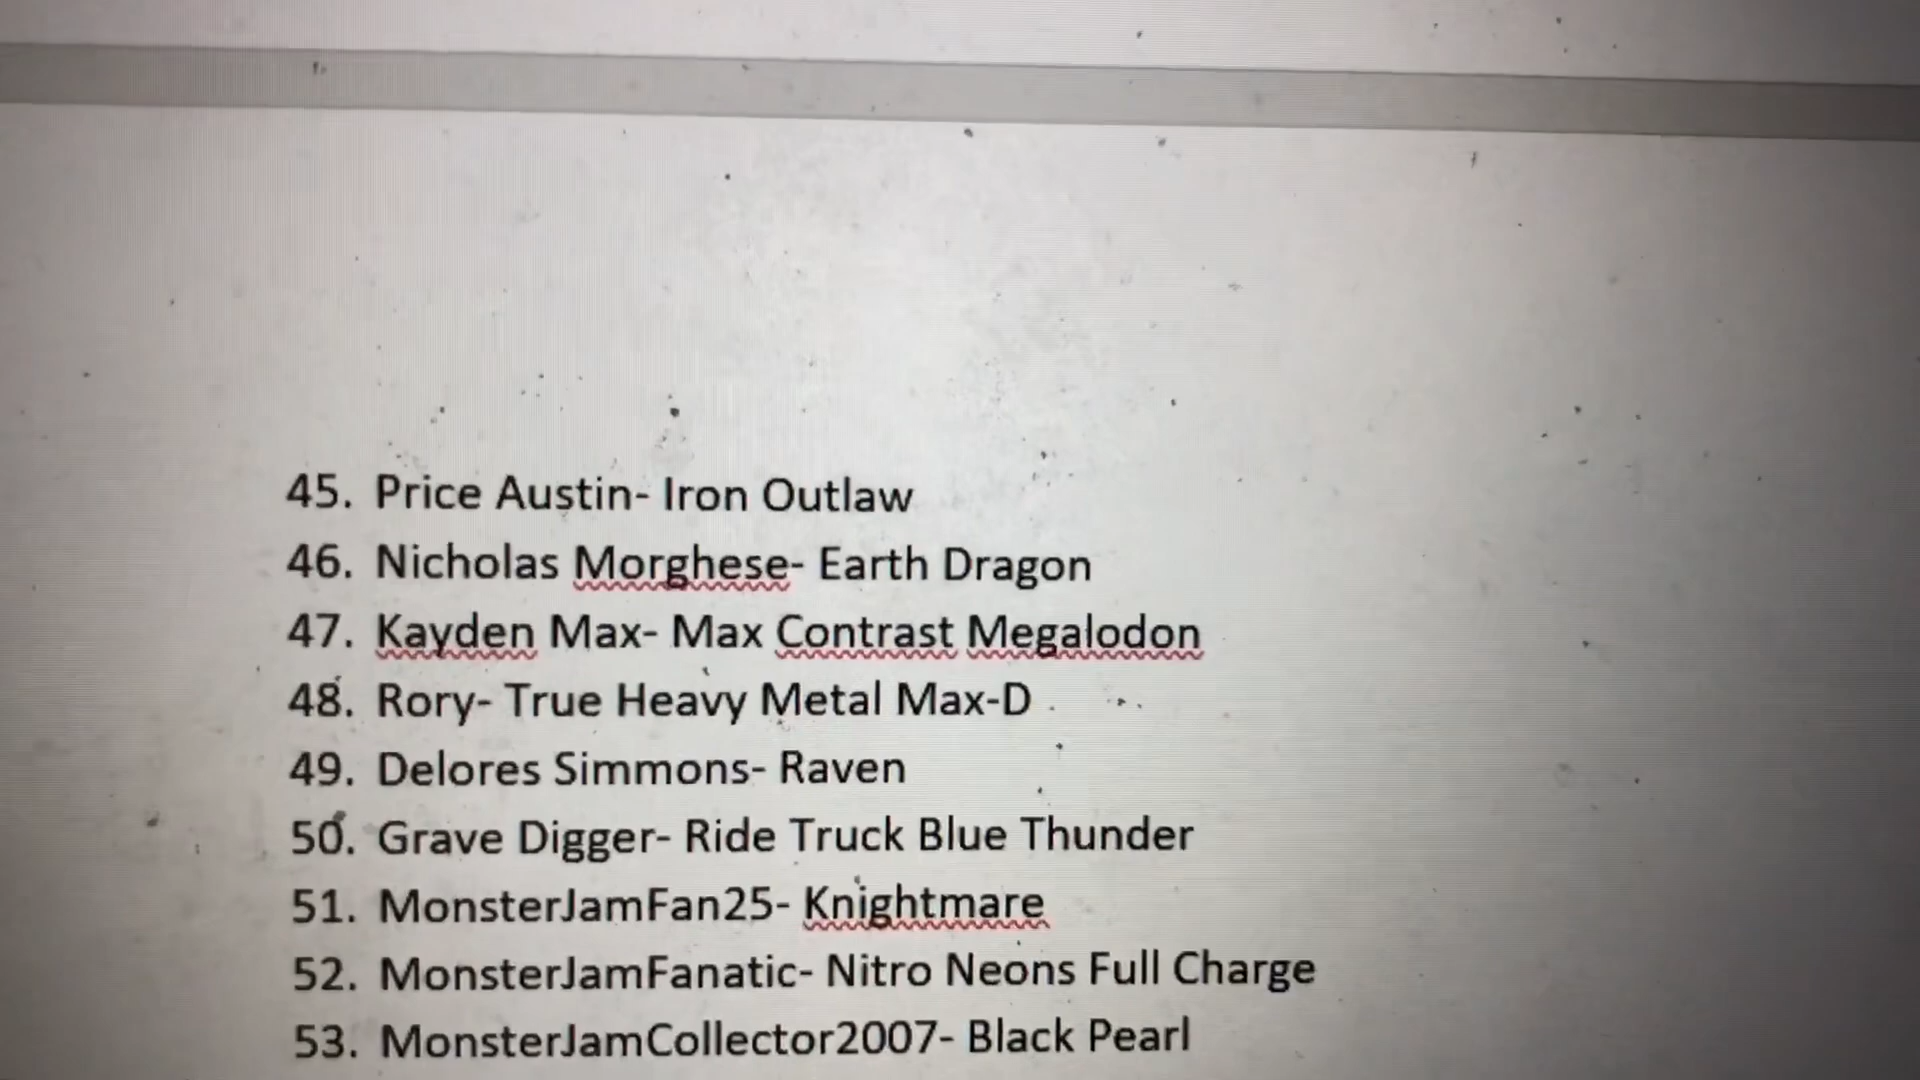 45. Price Austin- Iron Outlaw
46. Nicholas Morghese- Earth Dragon
47. Kayden Max- Max Contrast Megalodon
48. Rory- True Heavy Metal Max-D
49. Delores Simmons- Raven
50. Grave Digger- Ride Truck Blue Thunder
51. MonsterJamFan25- Knightmare
52. MonsterJamFanatic- Nitro Neons Full Charge
53. MonsterJamCollector2007- Black Pearl